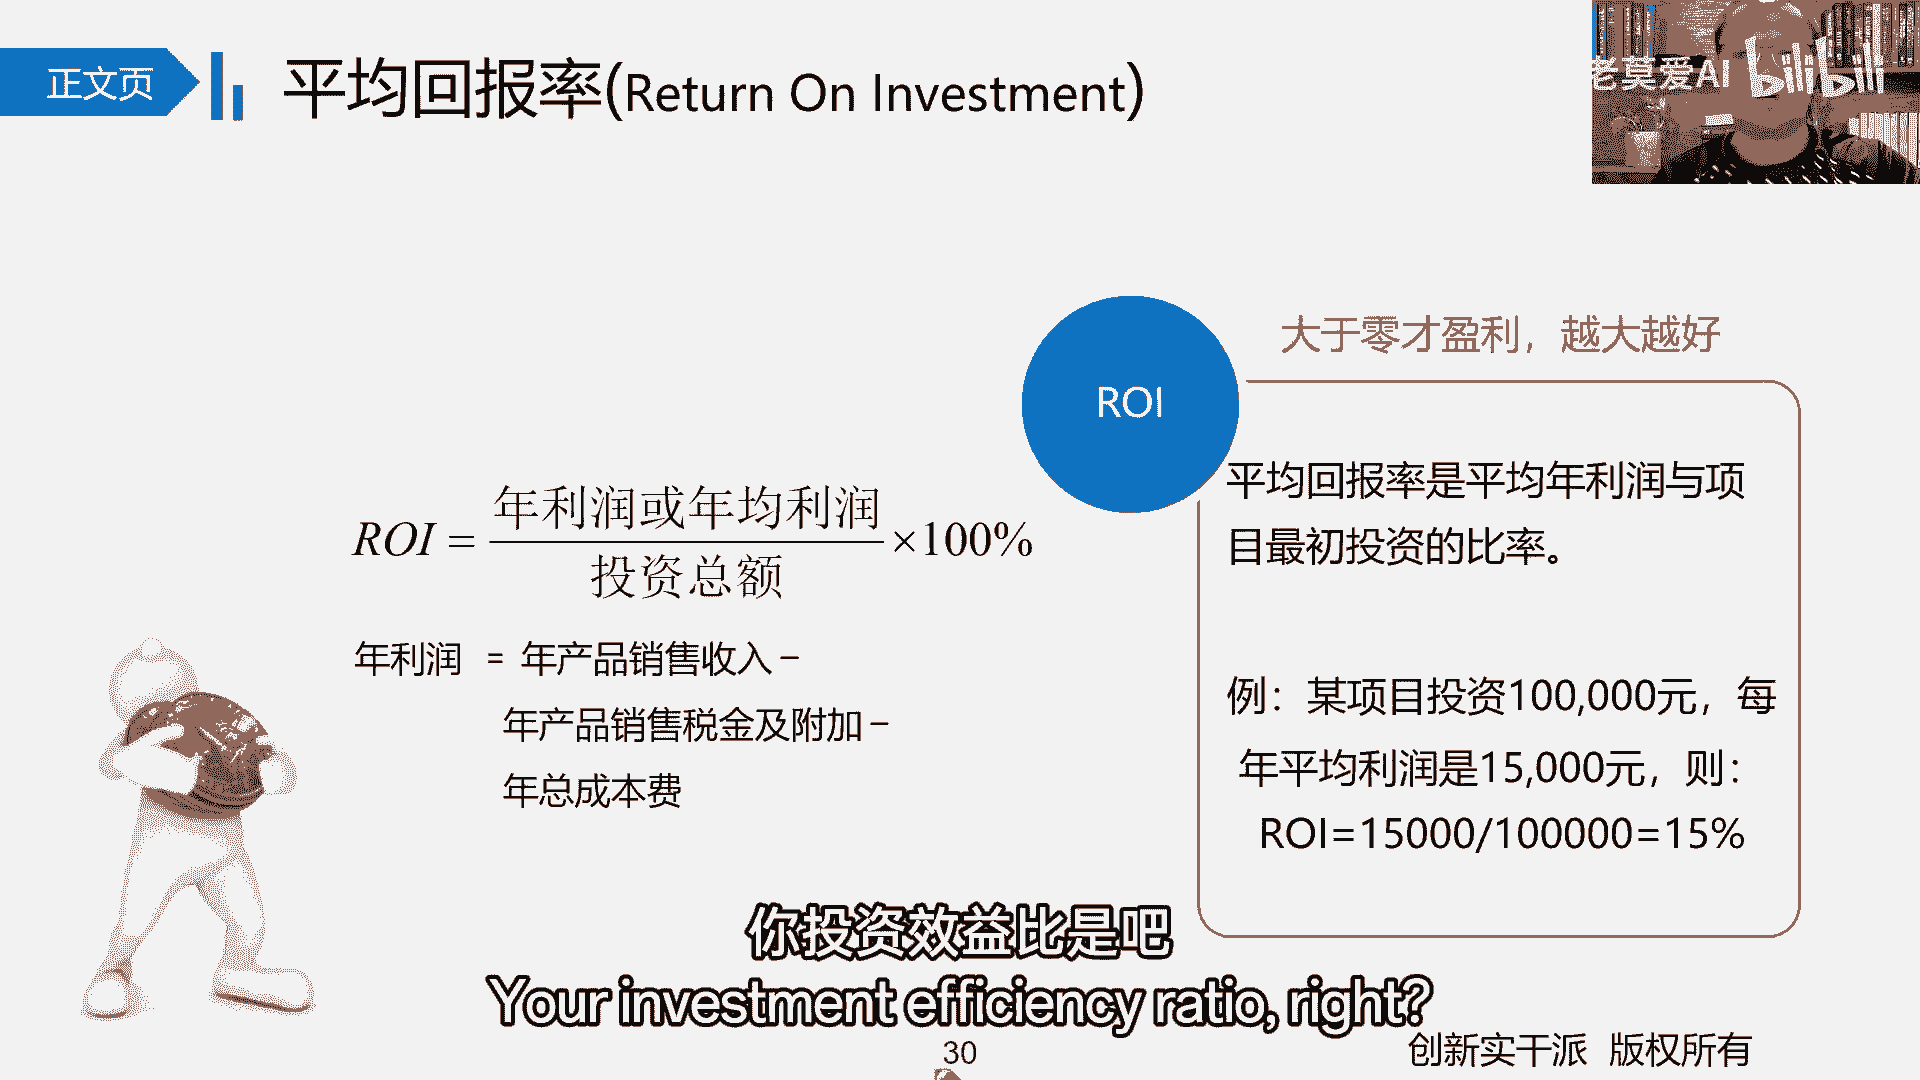 正文页
平均回报率(Return On Investment)
老莫爱AI
bilibili
大于零才盈利，越大越好
ROI
平均回报率是平均年利润与项
目最初投资的比率。
例：某项目投资100,000元，每
年平均利润是15,000元，则：
ROI=15000/100000=15%
ROI = 年利润或年均利润
投资总额
×100%
年利润 = 年产品销售收入－
年产品销售税金及附加－
年总成本费
你投资效益比是吧
Your investment efficiency ratio, right?
30
创新实干派 版权所有